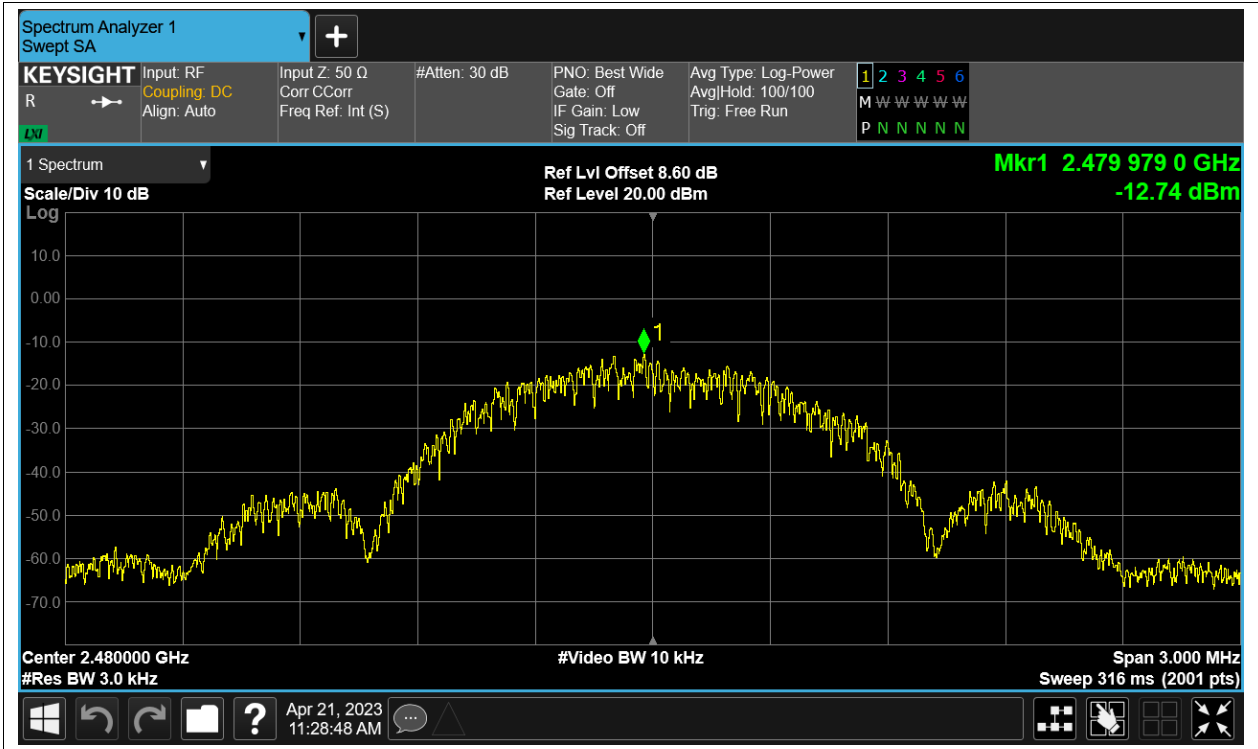 Spectrum Analyzer 1
Swept SA
KEYSIGHT
R
LXI
Input: RF
Coupling: DC
Align: Auto
Input Z: 50 Ω
Corr CCorr
Freq Ref: Int (S)
#Atten: 30 dB
PNO: Best Wide
Gate: Off
IF Gain: Low
Sig Track: Off
Avg Type: Log-Power
Avg|Hold: 100/100
Trig: Free Run
1 2 3 4 5 6
M W W W W W W
P N N N N N N
1 Spectrum
Scale/Div 10 dB
Log
Ref Lvl Offset 8.60 dB
Ref Level 20.00 dBm
Mkr1 2.479 979 0 GHz
-12.74 dBm
10.0
0.00
1
-10.0
-20.0
-30.0
-40.0
-50.0
-60.0
-70.0
Center 2.480000 GHz
#Res BW 3.0 kHz
#Video BW 10 kHz
Span 3.000 MHz
Sweep 316 ms (2001 pts)
?
Apr 21, 2023
11:28:48 AM